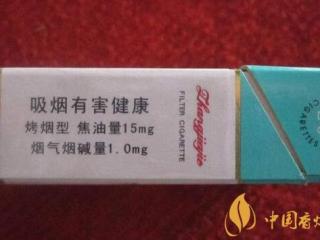 吸烟有害健康
烤烟型 焦油量15mg
烟气烟碱量1.0mg
Zhangjiajie
FILTER CIGARETTE
中国香烟